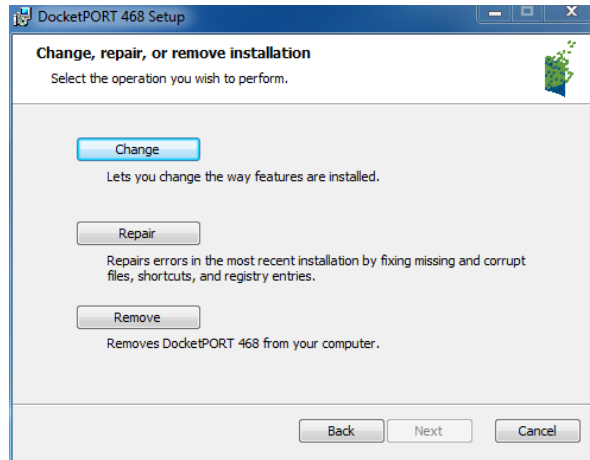 DocketPORT 468 Setup
Change, repair, or remove installation
Select the operation you wish to perform.
Change
Lets you change the way features are installed.
Repair
Repairs errors in the most recent installation by fixing missing and corrupt
files, shortcuts, and registry entries.
Remove
Removes DocketPORT 468 from your computer.
Back Next Cancel